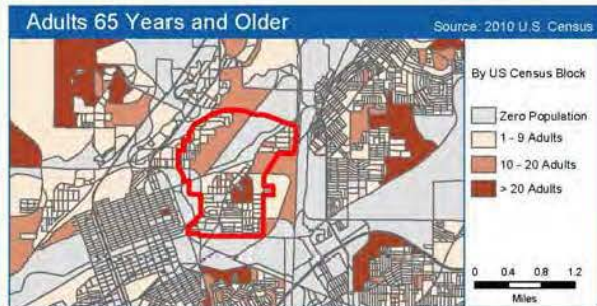 Adults 65 Years and Older
Source: 2010 U.S. Census
By US Census Block
Zero Population
1 - 9 Adults
10 - 20 Adults
> 20 Adults
0 0.4 0.8 1.2
Miles